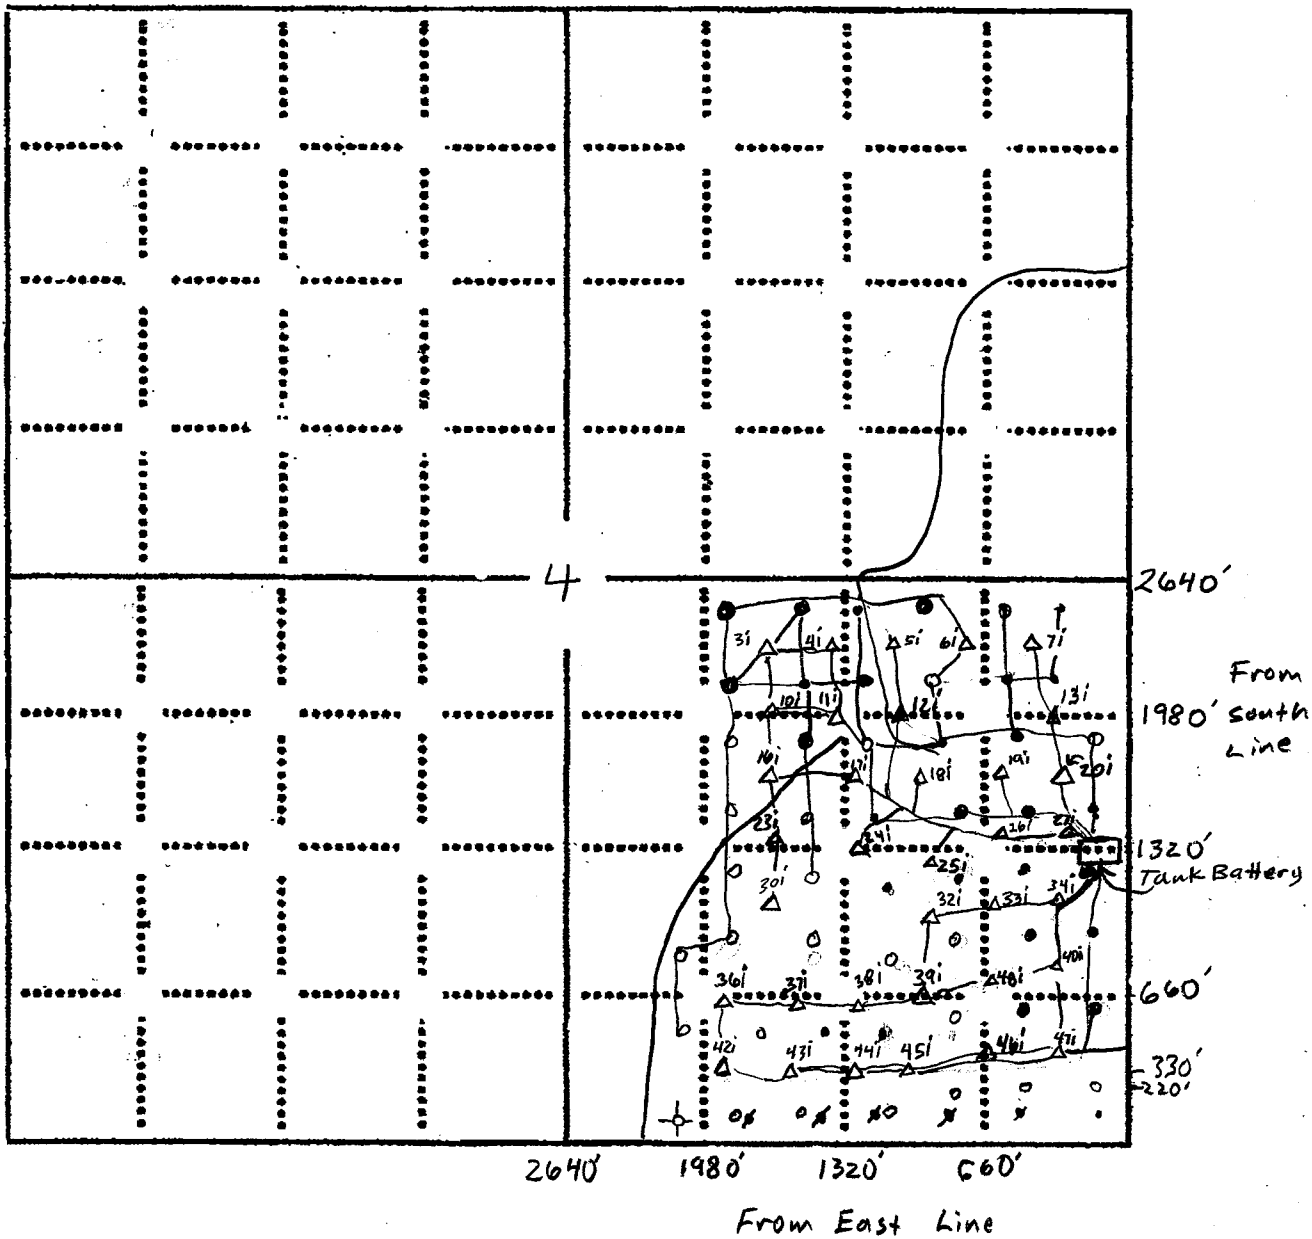 4
2640'
3i 4i 5i 6i 7i
From
South
Line
10i 11i 12i 13i
1980'
16i 17i 18i 19i 20i
23i 24i 26i 27i
1320'
25i
Tank Battery
30i 32i 33i 34i
40i
36i 37i 38i 39i 40i
660'
42i 43i 44i 45i 46i 47i
330'
220'
2640' 1980' 1320' 660'
From East Line